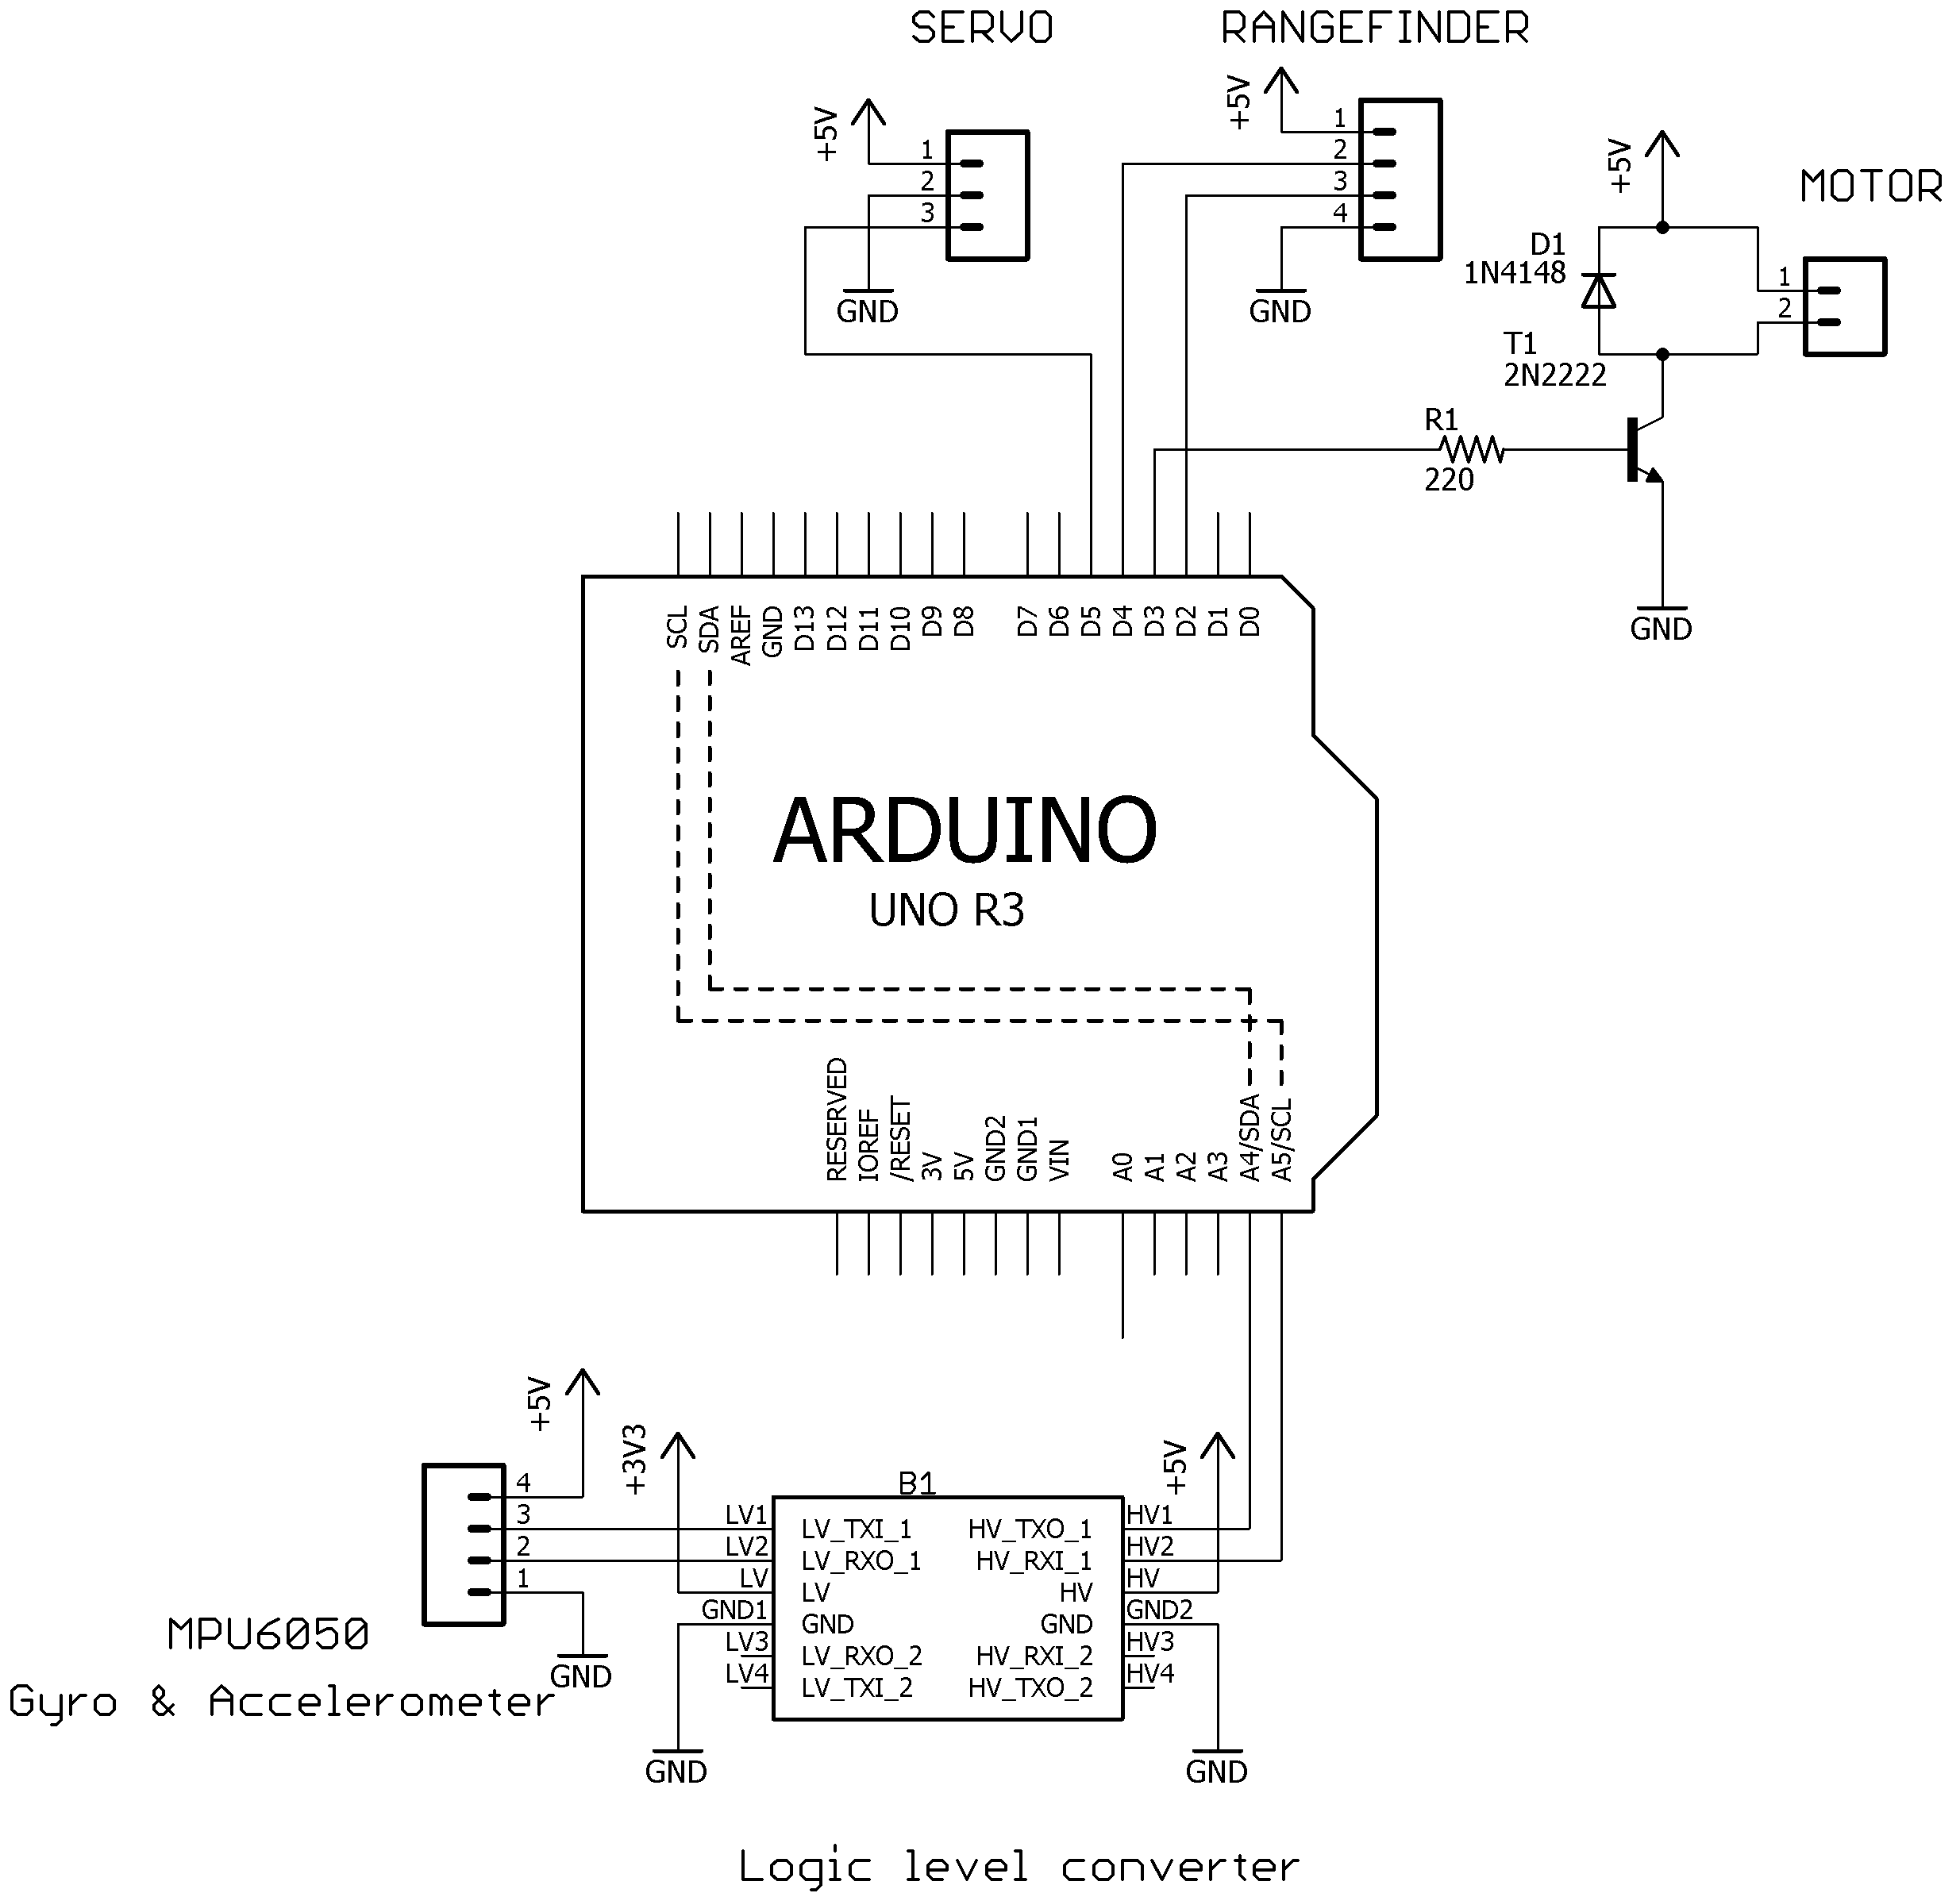 SERVO
RANGEFINDER
MOTOR
+5V
1
2
3
GND
+5V
1
2
3
4
GND
+5V
D1
1N4148
1
2
T1
2N2222
R1
220
GND
SCL
SDA
AREF
GND
D13
D12
D11
D10
D9
D8
D7
D6
D5
D4
D3
D2
D1
D0
ARDUINO
UNO R3
RESERVED
IOREF
/RESET
3V
5V
GND2
GND1
VIN
A0
A1
A2
A3
A4/SDA
A5/SCL
+5V
4
3
2
1
GND
MPU6050
Gyro & Accelerometer
+3V3
+5V
B1
LV1 LV_TXI_1 HV_TXO_1 HV1
LV2 LV_RXO_1 HV_RXI_1 HV2
LV LV HV HV
GND1 GND GND GND2
LV3 LV_RXO_2 HV_RXI_2 HV3
LV4 LV_TXI_2 HV_TXO_2 HV4
GND
GND
Logic level converter